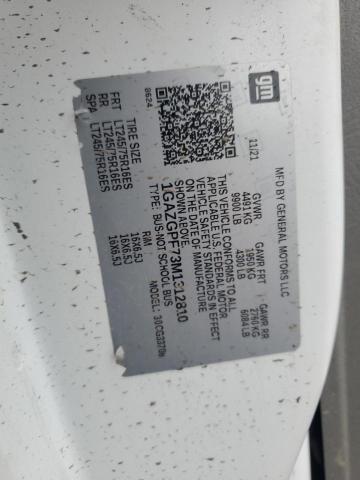 gm
MFD BY GENERAL MOTORS LLC
11/21
GVWR
4491 KG
9900 LB
GAWR FRT
1950 KG
4300 LB
GAWR RR
2760 KG
6084 LB
0624
THIS VEHICLE CONFORMS TO ALL
APPLICABLE U.S. FEDERAL MOTOR
VEHICLE SAFETY STANDARDS IN
EFFECT ON THE DATE OF MANUFACTURE
SHOWN ABOVE.
1GAZGPF73M1312810
TYPE: BUS-NOT SCHOOL BUS
MODEL:
TIRE SIZE
RIM
FRT LT245/75R16ES 16X6.5J
RR LT245/75R16ES 16X6.5J
SPA LT245/75R16ES 16X6.5J